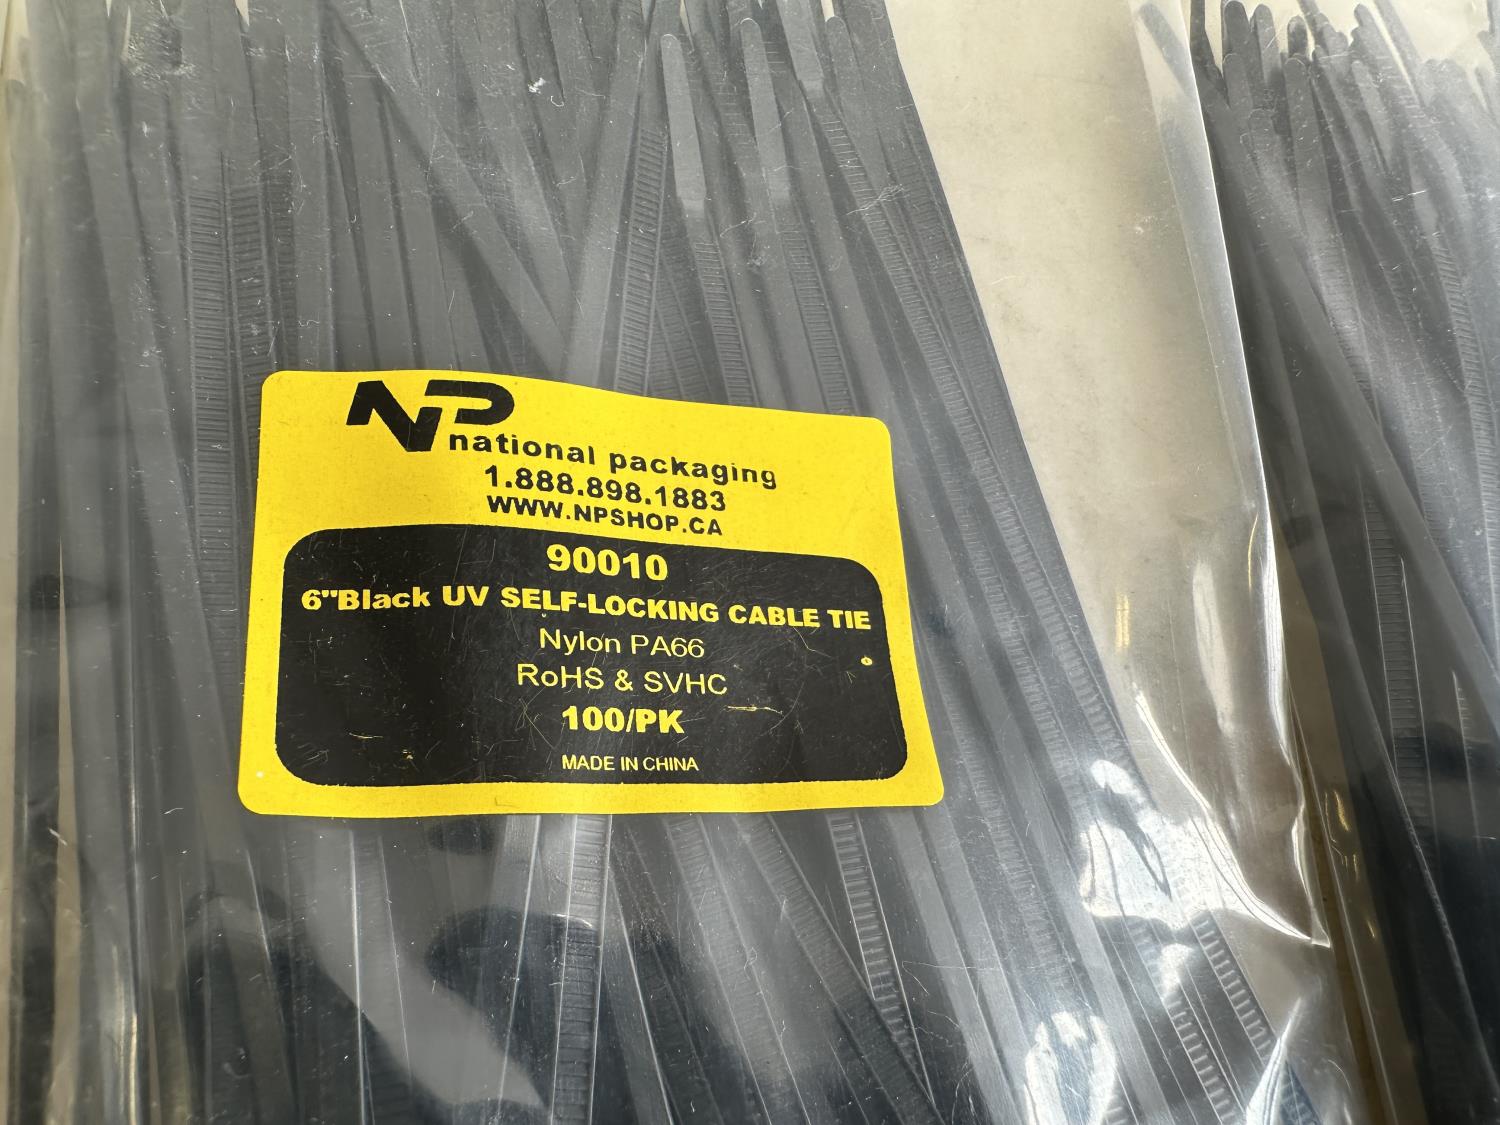 NP
national packaging
1.888.898.1883
WWW.NPSHOP.CA
90010
6"Black UV SELF-LOCKING CABLE TIE
Nylon PA66
RoHS & SVHC
100/PK
MADE IN CHINA